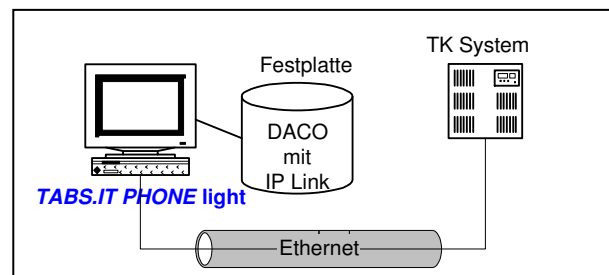 TK System
Festplatte
DACO
mit
IP Link
TABS.IT PHONE light
Ethernet